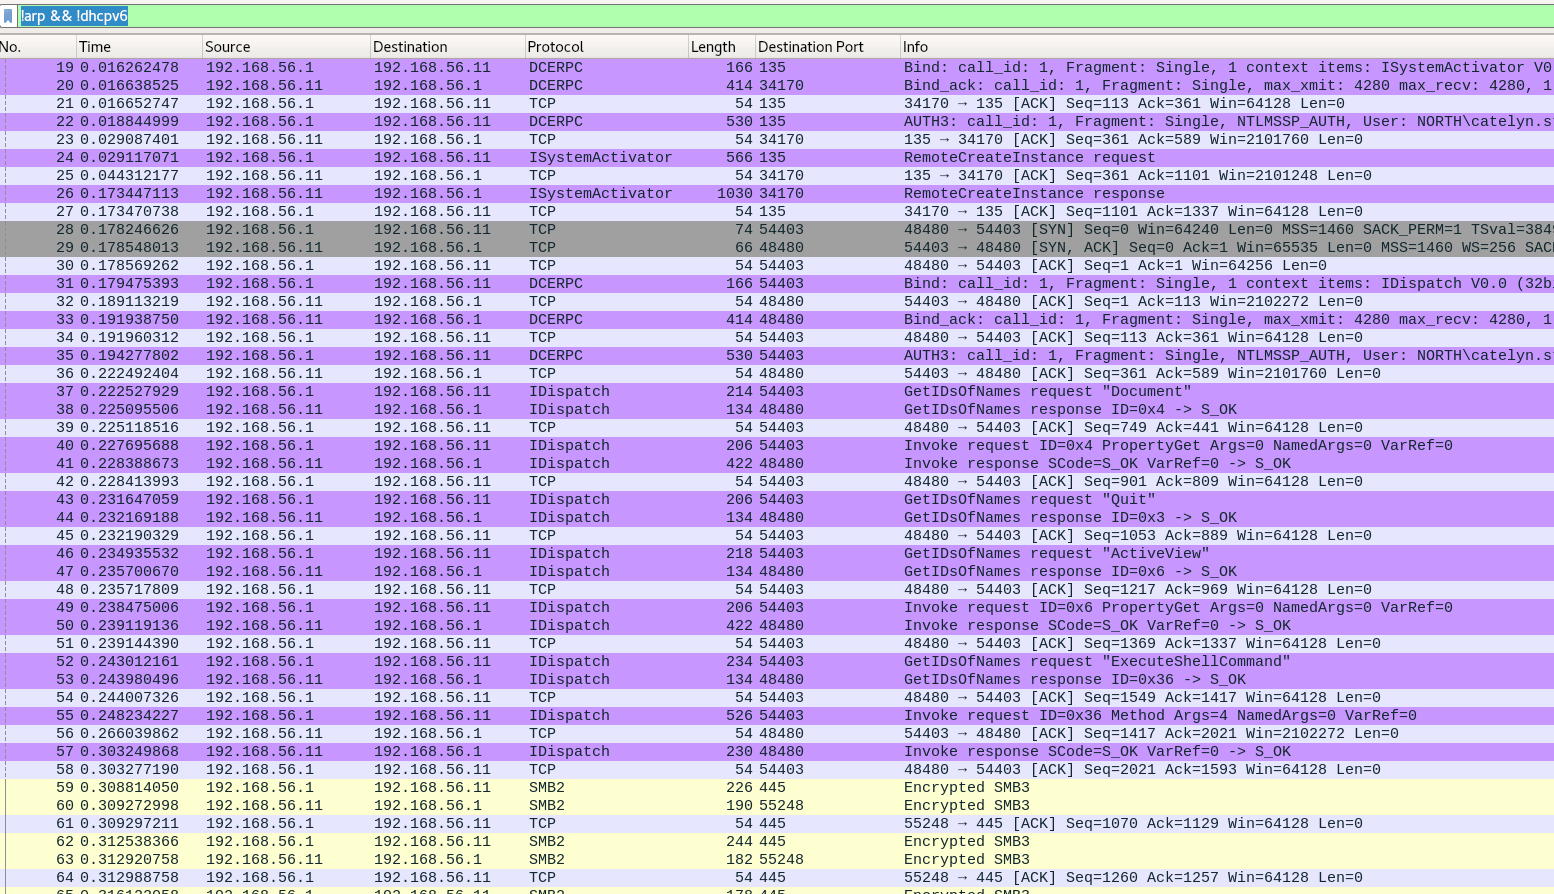 !arp && !dhcpv6
No. Time Source Destination Protocol Length Destination Port Info
19 0.016262478 192.168.56.1 192.168.56.11 DCERPC 166 135 Bind: call_id: 1, Fragment: Single, 1 context items: ISystemActivator V0
20 0.016638525 192.168.56.11 192.168.56.1 DCERPC 414 34170 Bind_ack: call_id: 1, Fragment: Single, max_xmit: 4280 max_recv: 4280, 1
21 0.016652747 192.168.56.1 192.168.56.11 TCP 54 135 34170 → 135 [ACK] Seq=113 Ack=361 Win=64128 Len=0
22 0.018844999 192.168.56.1 192.168.56.11 DCERPC 530 135 AUTH3: call_id: 1, Fragment: Single, NTLMSSP_AUTH, User: NORTH\catelyn.s
23 0.029087401 192.168.56.11 192.168.56.1 TCP 54 34170 135 → 34170 [ACK] Seq=361 Ack=589 Win=2101760 Len=0
24 0.029117071 192.168.56.1 192.168.56.11 ISystemActivator 566 135 RemoteCreateInstance request
25 0.044312177 192.168.56.11 192.168.56.1 TCP 54 34170 135 → 34170 [ACK] Seq=361 Ack=1101 Win=2101248 Len=0
26 0.173447113 192.168.56.11 192.168.56.1 ISystemActivator 1030 34170 RemoteCreateInstance response
27 0.173470738 192.168.56.1 192.168.56.11 TCP 54 135 34170 → 135 [ACK] Seq=1101 Ack=1337 Win=64128 Len=0
28 0.178246626 192.168.56.1 192.168.56.11 TCP 74 54403 48480 → 54403 [SYN] Seq=0 Win=64240 Len=0 MSS=1460 SACK_PERM=1 TSval=384
29 0.178548013 192.168.56.11 192.168.56.1 TCP 66 48480 54403 → 48480 [SYN, ACK] Seq=0 Ack=1 Win=65535 Len=0 MSS=1460 WS=256 SAC
30 0.178569262 192.168.56.1 192.168.56.11 TCP 54 54403 48480 → 54403 [ACK] Seq=1 Ack=1 Win=64256 Len=0
31 0.179475393 192.168.56.1 192.168.56.11 DCERPC 166 54403 Bind: call_id: 1, Fragment: Single, 1 context items: IDispatch V0.0 (32b
32 0.189113219 192.168.56.11 192.168.56.1 TCP 54 48480 54403 → 48480 [ACK] Seq=1 Ack=113 Win=2102272 Len=0
33 0.191938750 192.168.56.11 192.168.56.1 DCERPC 414 48480 Bind_ack: call_id: 1, Fragment: Single, max_xmit: 4280 max_recv: 4280, 1
34 0.191960312 192.168.56.1 192.168.56.11 TCP 54 54403 48480 → 54403 [ACK] Seq=113 Ack=361 Win=64128 Len=0
35 0.194277802 192.168.56.1 192.168.56.11 DCERPC 530 54403 AUTH3: call_id: 1, Fragment: Single, NTLMSSP_AUTH, User: NORTH\catelyn.s
36 0.222492404 192.168.56.11 192.168.56.1 TCP 54 48480 54403 → 48480 [ACK] Seq=361 Ack=589 Win=2101760 Len=0
37 0.222527929 192.168.56.1 192.168.56.11 IDispatch 214 54403 GetIDsOfNames request "Document"
38 0.225095506 192.168.56.11 192.168.56.1 IDispatch 134 48480 GetIDsOfNames response ID=0x4 -> S_OK
39 0.225118516 192.168.56.1 192.168.56.11 TCP 54 54403 48480 → 54403 [ACK] Seq=749 Ack=441 Win=64128 Len=0
40 0.227695688 192.168.56.1 192.168.56.11 IDispatch 206 54403 Invoke request ID=0x4 PropertyGet Args=0 NamedArgs=0 VarRef=0
41 0.228388673 192.168.56.11 192.168.56.1 IDispatch 422 48480 Invoke response SCode=S_OK VarRef=0 -> S_OK
42 0.228413993 192.168.56.1 192.168.56.11 TCP 54 54403 48480 → 54403 [ACK] Seq=901 Ack=809 Win=64128 Len=0
43 0.231647059 192.168.56.1 192.168.56.11 IDispatch 206 54403 GetIDsOfNames request "Quit"
44 0.232169188 192.168.56.11 192.168.56.1 IDispatch 134 48480 GetIDsOfNames response ID=0x3 -> S_OK
45 0.232190329 192.168.56.1 192.168.56.11 TCP 54 54403 48480 → 54403 [ACK] Seq=1053 Ack=889 Win=64128 Len=0
46 0.234935532 192.168.56.1 192.168.56.11 IDispatch 218 54403 GetIDsOfNames request "ActiveView"
47 0.235700670 192.168.56.11 192.168.56.1 IDispatch 134 48480 GetIDsOfNames response ID=0x6 -> S_OK
48 0.235717809 192.168.56.1 192.168.56.11 TCP 54 54403 48480 → 54403 [ACK] Seq=1217 Ack=969 Win=64128 Len=0
49 0.238475006 192.168.56.1 192.168.56.11 IDispatch 206 54403 Invoke request ID=0x6 PropertyGet Args=0 NamedArgs=0 VarRef=0
50 0.239119136 192.168.56.11 192.168.56.1 IDispatch 422 48480 Invoke response SCode=S_OK VarRef=0 -> S_OK
51 0.239144390 192.168.56.1 192.168.56.11 TCP 54 54403 48480 → 54403 [ACK] Seq=1369 Ack=1337 Win=64128 Len=0
52 0.243012161 192.168.56.1 192.168.56.11 IDispatch 234 54403 GetIDsOfNames request "ExecuteShellCommand"
53 0.243980496 192.168.56.11 192.168.56.1 IDispatch 134 48480 GetIDsOfNames response ID=0x36 -> S_OK
54 0.244007326 192.168.56.1 192.168.56.11 TCP 54 54403 48480 → 54403 [ACK] Seq=1549 Ack=1417 Win=64128 Len=0
55 0.248234227 192.168.56.1 192.168.56.11 IDispatch 526 54403 Invoke request ID=0x36 Method Args=4 NamedArgs=0 VarRef=0
56 0.266039862 192.168.56.11 192.168.56.1 TCP 54 48480 54403 → 48480 [ACK] Seq=1417 Ack=2021 Win=2102272 Len=0
57 0.303249868 192.168.56.11 192.168.56.1 IDispatch 230 48480 Invoke response SCode=S_OK VarRef=0 -> S_OK
58 0.303277190 192.168.56.1 192.168.56.11 TCP 54 54403 48480 → 54403 [ACK] Seq=2021 Ack=1593 Win=64128 Len=0
59 0.308814050 192.168.56.1 192.168.56.11 SMB2 226 445 Encrypted SMB3
60 0.309272998 192.168.56.11 192.168.56.1 SMB2 190 55248 Encrypted SMB3
61 0.309297211 192.168.56.1 192.168.56.11 TCP 54 445 55248 → 445 [ACK] Seq=1070 Ack=1129 Win=64128 Len=0
62 0.312538366 192.168.56.1 192.168.56.11 SMB2 244 445 Encrypted SMB3
63 0.312920758 192.168.56.11 192.168.56.1 SMB2 182 55248 Encrypted SMB3
64 0.312988758 192.168.56.1 192.168.56.11 TCP 54 445 55248 → 445 [ACK] Seq=1260 Ack=1257 Win=64128 Len=0